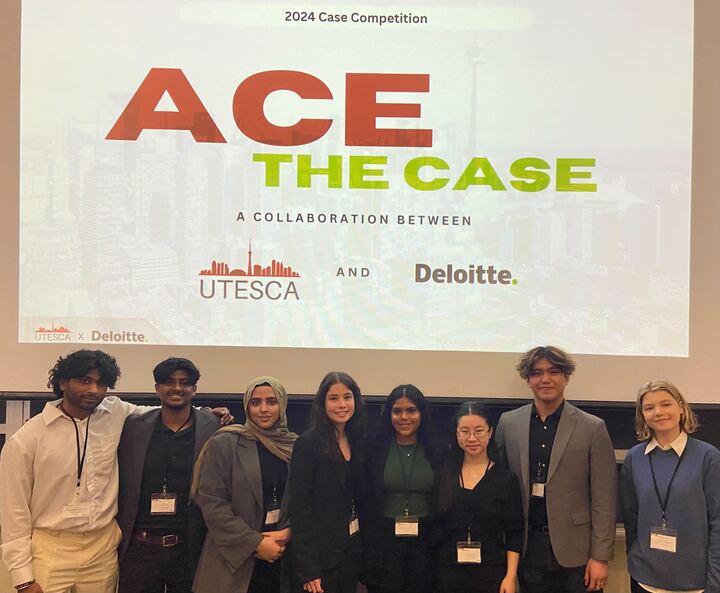 2024 Case Competition
ACE
THE CASE
A COLLABORATION BETWEEN
UTESCA
AND
Deloitte.
UTESCA X Deloitte.